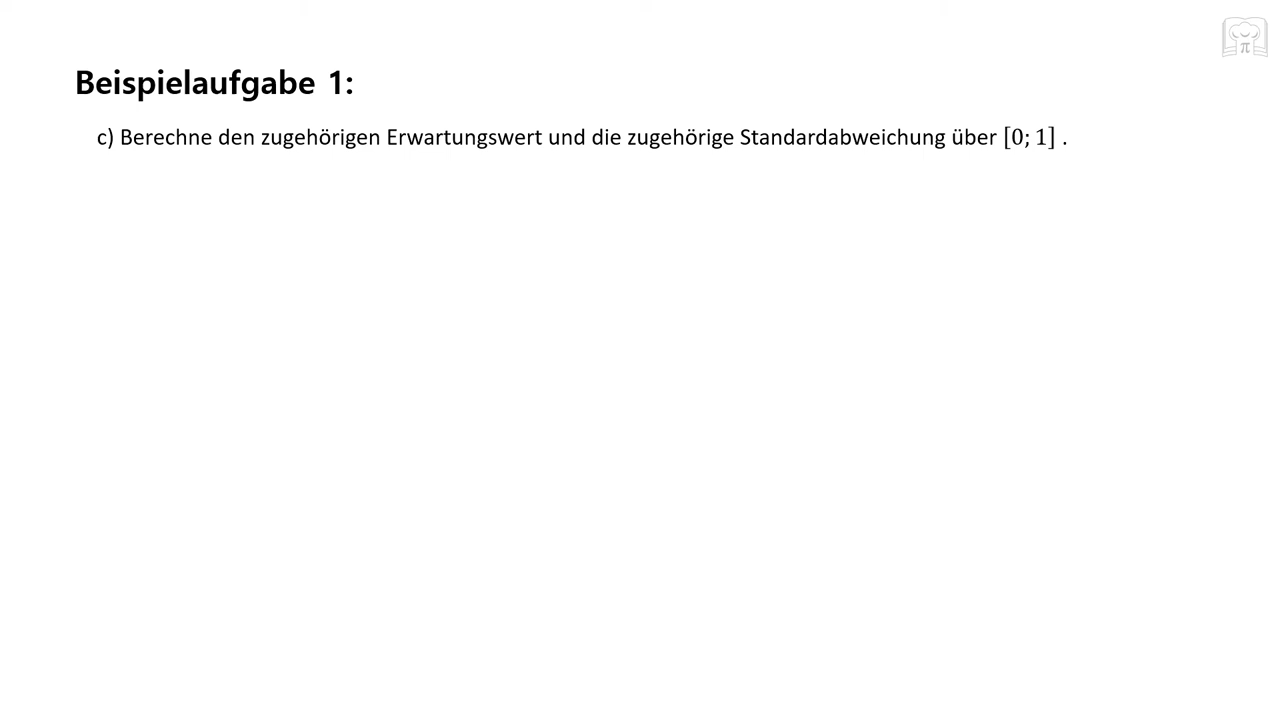 Beispielaufgabe 1:
c) Berechne den zugehörigen Erwartungswert und die zugehörige Standardabweichung über [0; 1] .
π